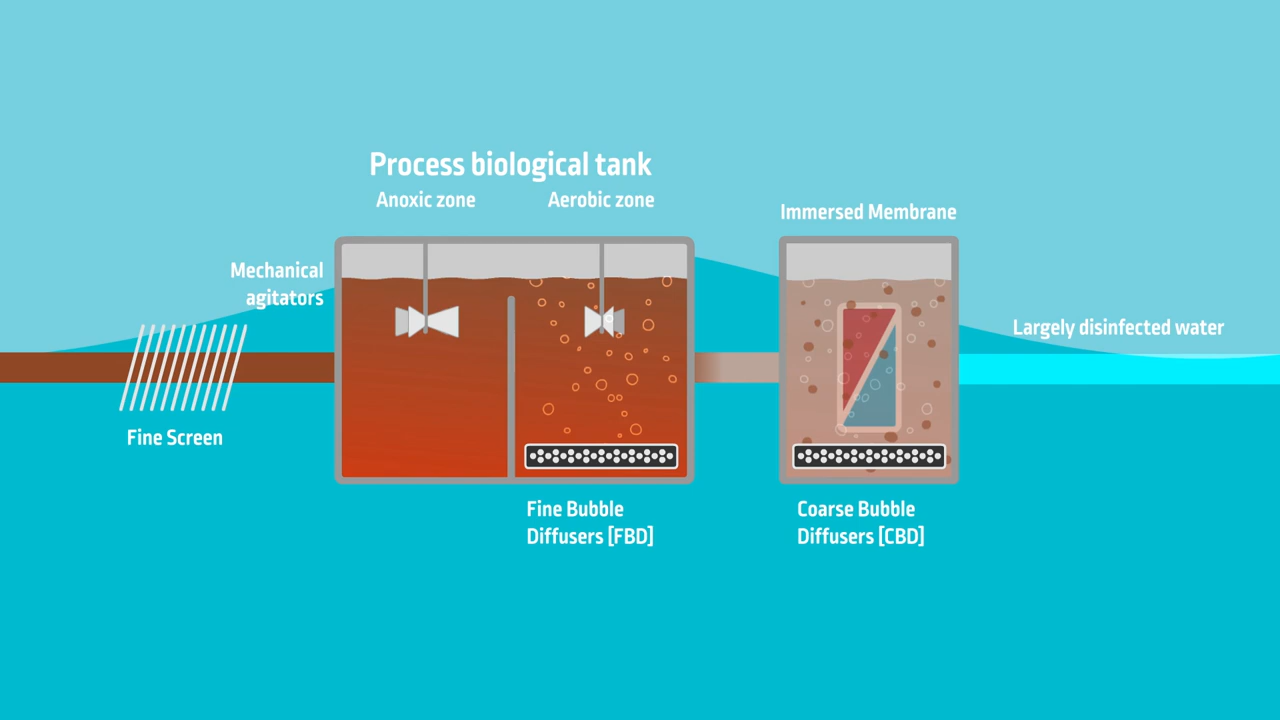 Process biological tank
Anoxic zone
Aerobic zone
Immersed Membrane
Mechanical
agitators
Largely disinfected water
Fine Screen
Fine Bubble
Diffusers [FBD]
Coarse Bubble
Diffusers [CBD]